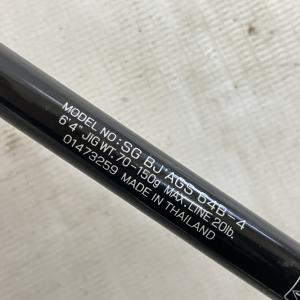 MODEL NO:SG BJ AGS 64B-4
6'4" JIG WT. 70-150g MAX. LINE 20lb.
01473259 MADE IN THAILAND